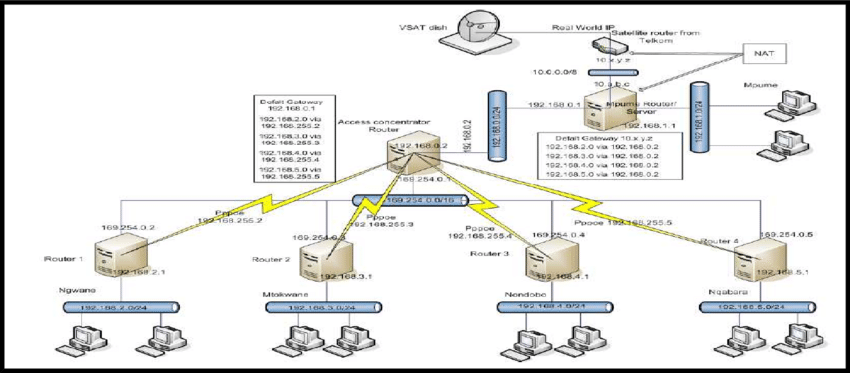 VSAT dish
Real World IP
Satellite router from
Telkom
NAT
10.x.y.z
10.0.0.0/8
10.a.b.c
Mpume
192.168.0.1
Mpume Router/
Server
192.168.1.1
192.168.0.0/24
192.168.1.0/24
192.168.0.2
Defalt Gateway
192.168.0.1
192.168.2.0 via
192.168.255.2
192.168.3.0 via
192.168.255.3
192.168.4.0 via
192.168.255.4
192.168.5.0 via
192.168.255.5
Access concentrator
Router
192.168.0.2
169.254.0.1
Defalt Gateway 10.x.y.z
192.168.2.0 via 192.168.0.2
192.168.3.0 via 192.168.0.2
192.168.4.0 via 192.168.0.2
192.168.5.0 via 192.168.0.2
169.254.0.0/16
Pppoe
192.168.255.2
Pppoe
192.168.255.3
Pppoe
192.168.255.4
Pppoe 192.168.255.5
169.254.0.2
169.254.0.3
169.254.0.4
169.254.0.5
Router 1
Router 2
Router 3
Router 4
192.168.2.1
192.168.3.1
192.168.4.1
192.168.5.1
Ngwane
Mtokwane
Nondobo
Nqabara
192.168.2.0/24
192.168.3.0/24
192.168.4.0/24
192.168.5.0/24